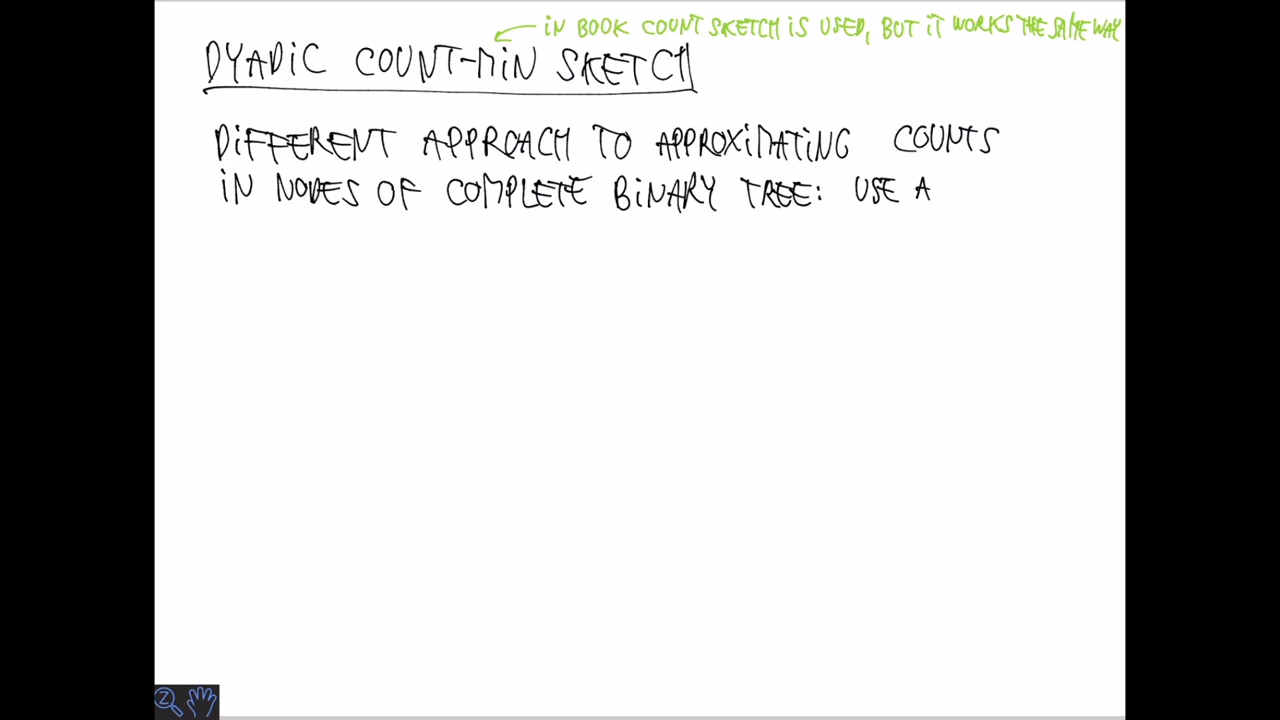 IN BOOK COUNT SKETCH IS USED, BUT IT WORKS THE SAME WAY
DYADIC COUNT-MIN SKETCH
DIFFERENT APPROACH TO APPROXIMATING COUNTS
IN NODES OF COMPLETE BINARY TREE: USE A
Z